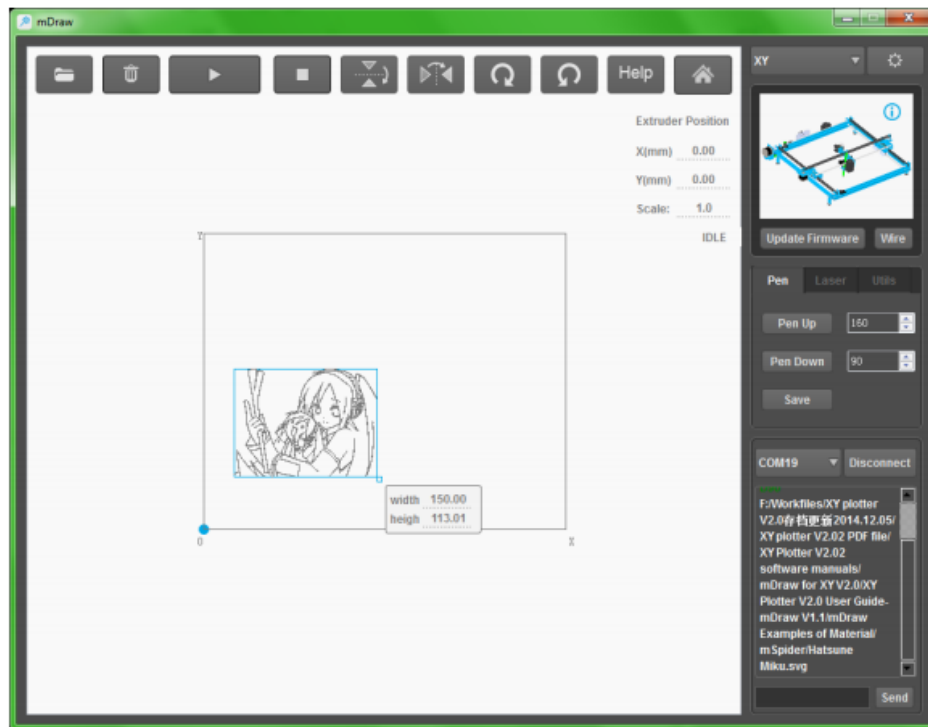 mDraw
Help
XY
Extruder Position
X(mm) 0.00
Y(mm) 0.00
Scale: 1.0
IDLE
Update Firmware Wire
Pen Laser Utils
Pen Up 160
Pen Down 90
Save
Y
width 150.00
heigh 113.01
0 X
COM19 Disconnect
F:/Workfiles/XY plotter
V2.0存档更新2014.12.05/
XY plotter V2.02 PDF file/
XY Plotter V2.02
software manuals/
mDraw for XY V2.0/XY
Plotter V2.0 User Guide-
mDraw V1.1/mDraw
Examples of Material/
mSpider/Hatsune
Miku.svg
Send